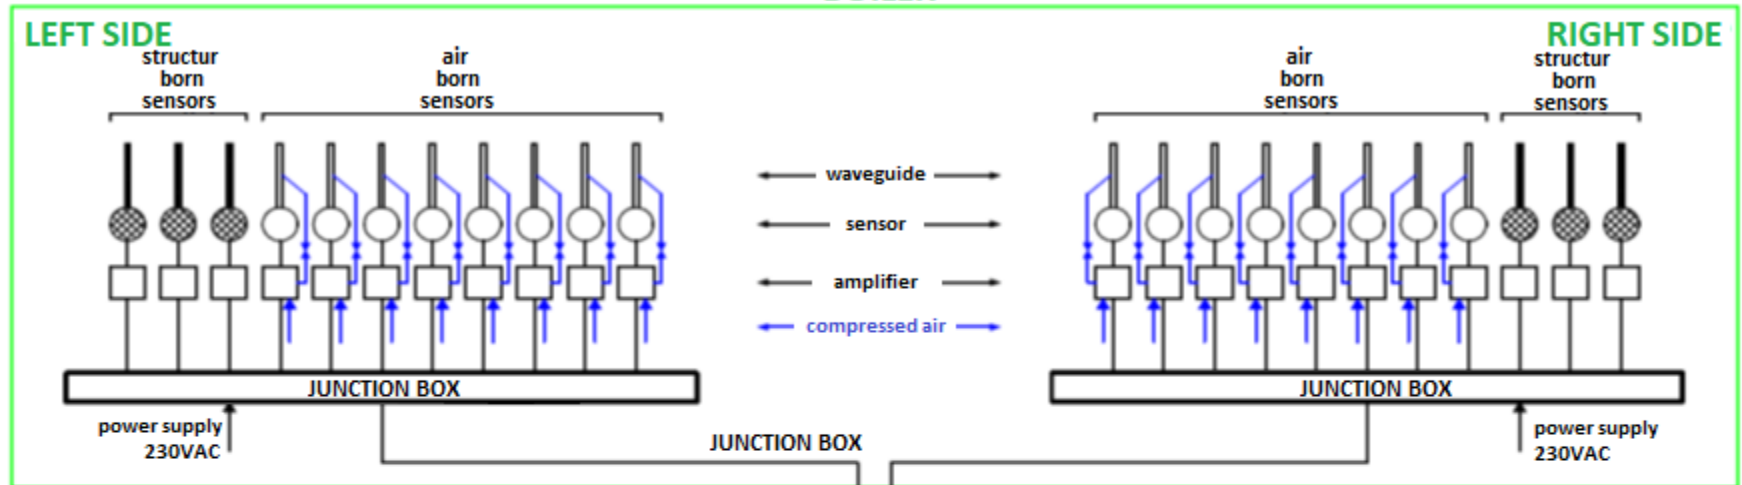 LEFT SIDE
RIGHT SIDE
structur
born
sensors
air
born
sensors
air
born
sensors
structur
born
sensors
waveguide
sensor
amplifier
compressed air
JUNCTION BOX
JUNCTION BOX
power supply
230VAC
JUNCTION BOX
power supply
230VAC